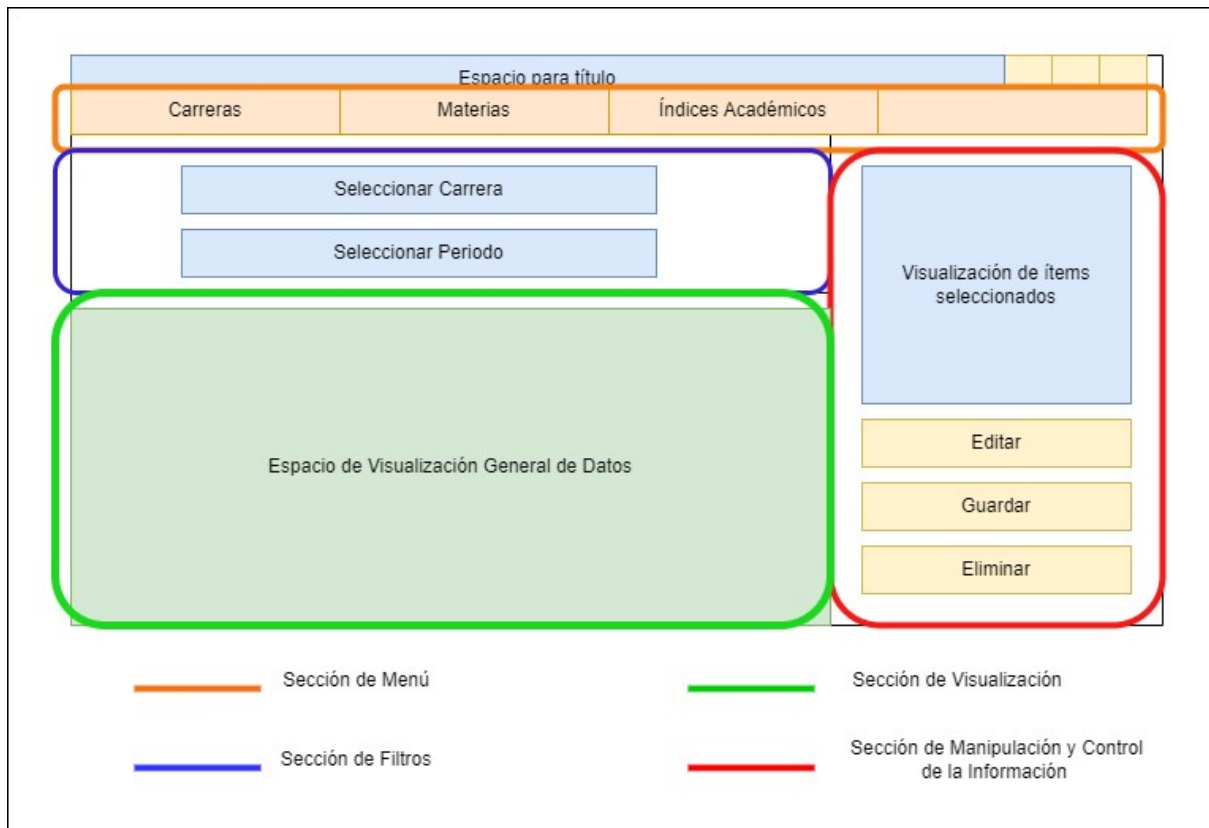 Espacio para título
Carreras
Materias
Índices Académicos
Seleccionar Carrera
Seleccionar Periodo
Visualización de ítems
seleccionados
Espacio de Visualización General de Datos
Editar
Guardar
Eliminar
Sección de Menú
Sección de Visualización
Sección de Filtros
Sección de Manipulación y Control
de la Información